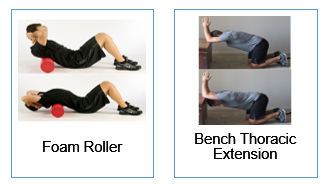 Foam Roller
Bench Thoracic
Extension